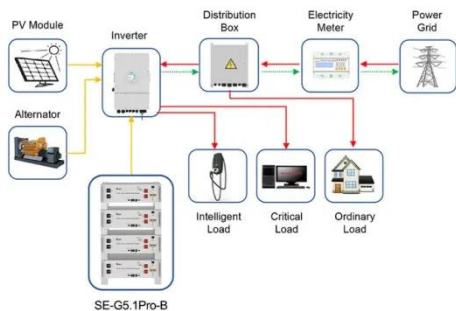 PV Module
Inverter
Distribution
Box
Electricity
Meter
Power
Grid
Alternator
Intelligent
Load
Critical
Load
Ordinary
Load
SE-G5.1Pro-B